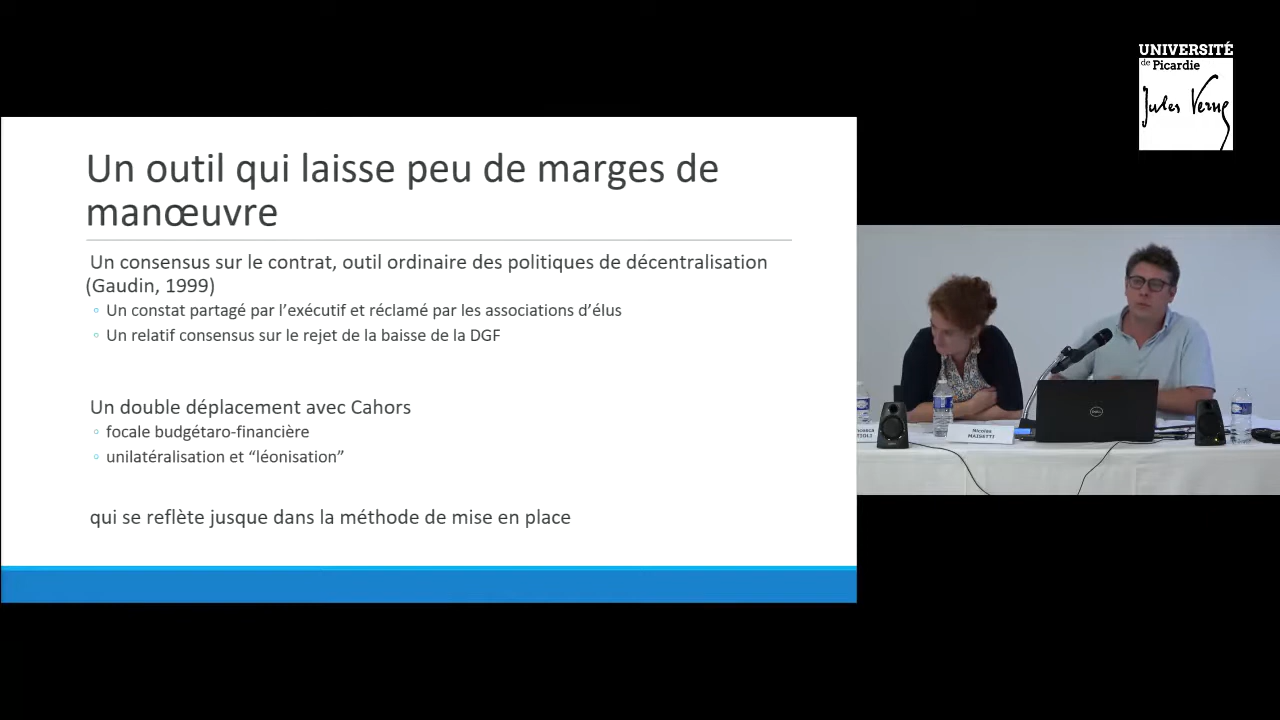 UNIVERSITÉ
de Picardie
Jules Verne
Un outil qui laisse peu de marges de
manœuvre
Un consensus sur le contrat, outil ordinaire des politiques de décentralisation
(Gaudin, 1999)
◦ Un constat partagé par l’exécutif et réclamé par les associations d’élus
◦ Un relatif consensus sur le rejet de la baisse de la DGF
Un double déplacement avec Cahors
◦ focale budgétaro-financière
◦ unilatéralisation et “léonisation”
qui se reflète jusque dans la méthode de mise en place
Nicolas
MAISETTI
DELL